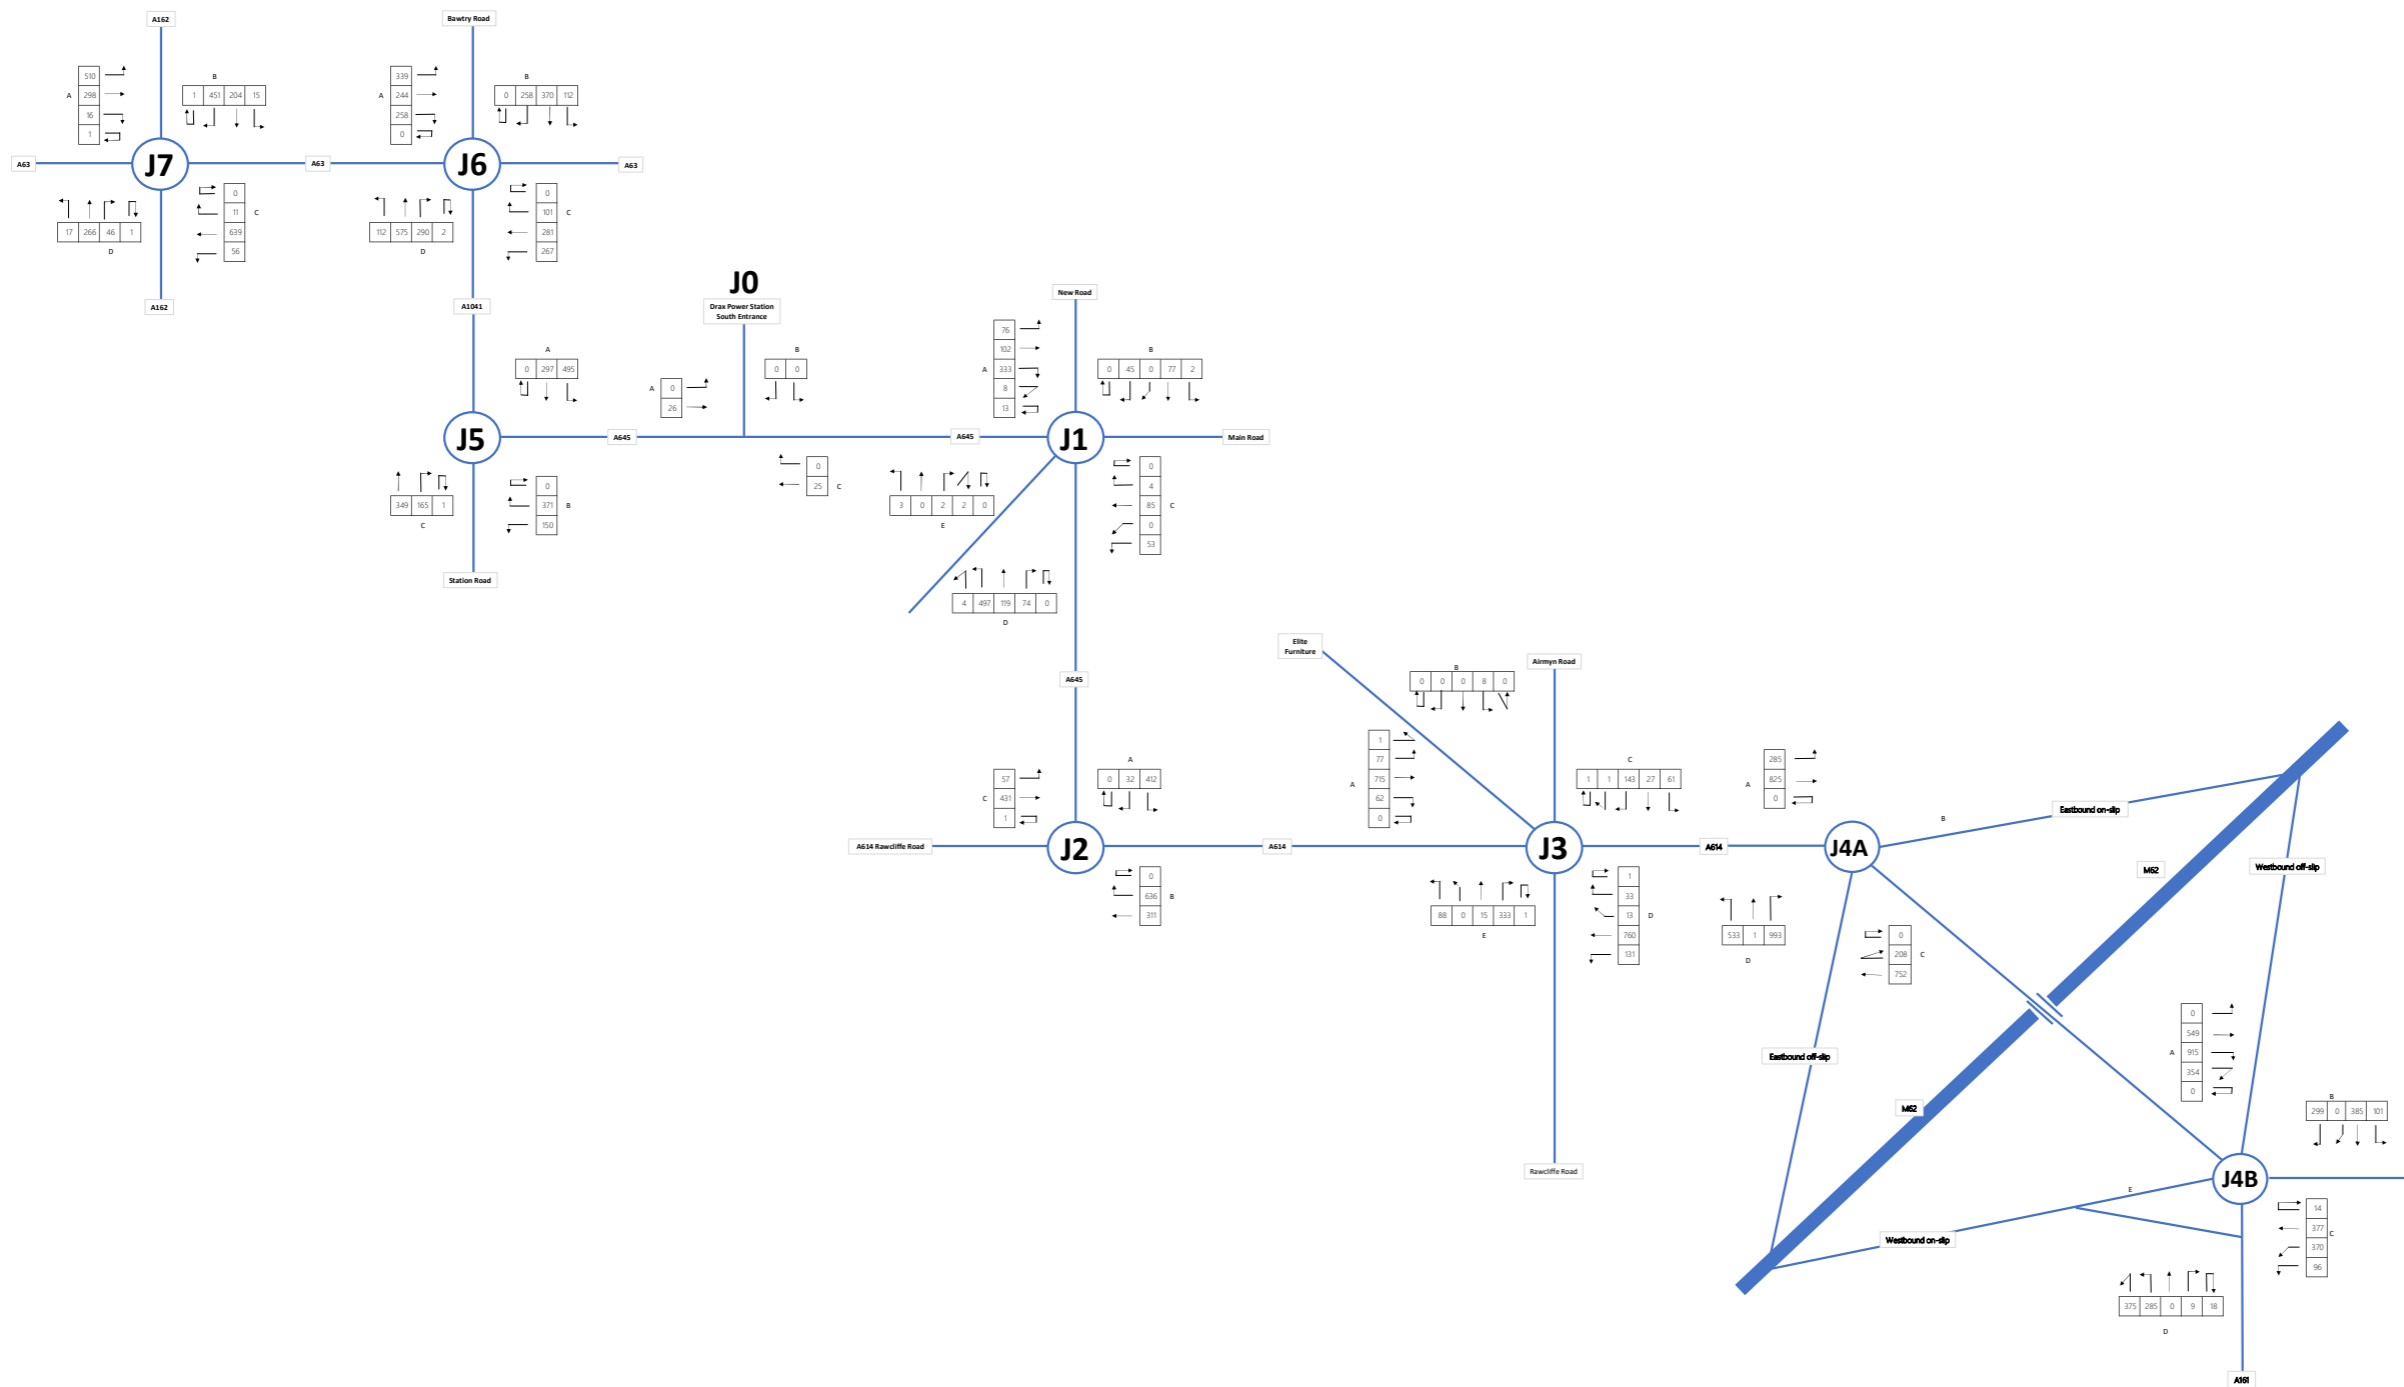 A162
Bawtry Road
510
A 298
16
1
B
1 451 204 15
339
A 244
258
0
B
0 258 370 112
A63
J7
A63
J6
A63
17 266 46 1
D
0
11 C
639
56
112 575 290 2
D
0
101 C
281
267
A162
A1041
J0
Drax Power Station
South Entrance
New Road
A
0 297 495
A 0
26
B
0 0
76
102
A 333
8
13
B
0 45 0 77 2
J5
A645
A645
J1
Main Road
349 165 1
C
0
371 B
150
0
25 C
3 0 2 2 0
E
0
4
85 C
0
53
Station Road
4 497 119 74 0
D
A645
Elite
Furniture
Airmyn Road
B
0 0 0 8 0
57
C 431
1
A
0 32 412
1
77
A 715
62
0
C
1 1 143 27 61
285
A 825
0
A614 Rawcliffe Road
J2
A614
J3
A614
J4A
B
Eastbound on-slip
0
636 B
311
88 0 15 333 1
E
1
33
13 D
760
131
533 1 993
D
0
208 C
752
M62
Westbound off-slip
Eastbound off-slip
M62
0
549
A 915
354
0
B
299 0 385 101
Rawcliffe Road
J4B
E
Westbound on-slip
14
377 C
370
96
375 285 0 9 18
D
A161